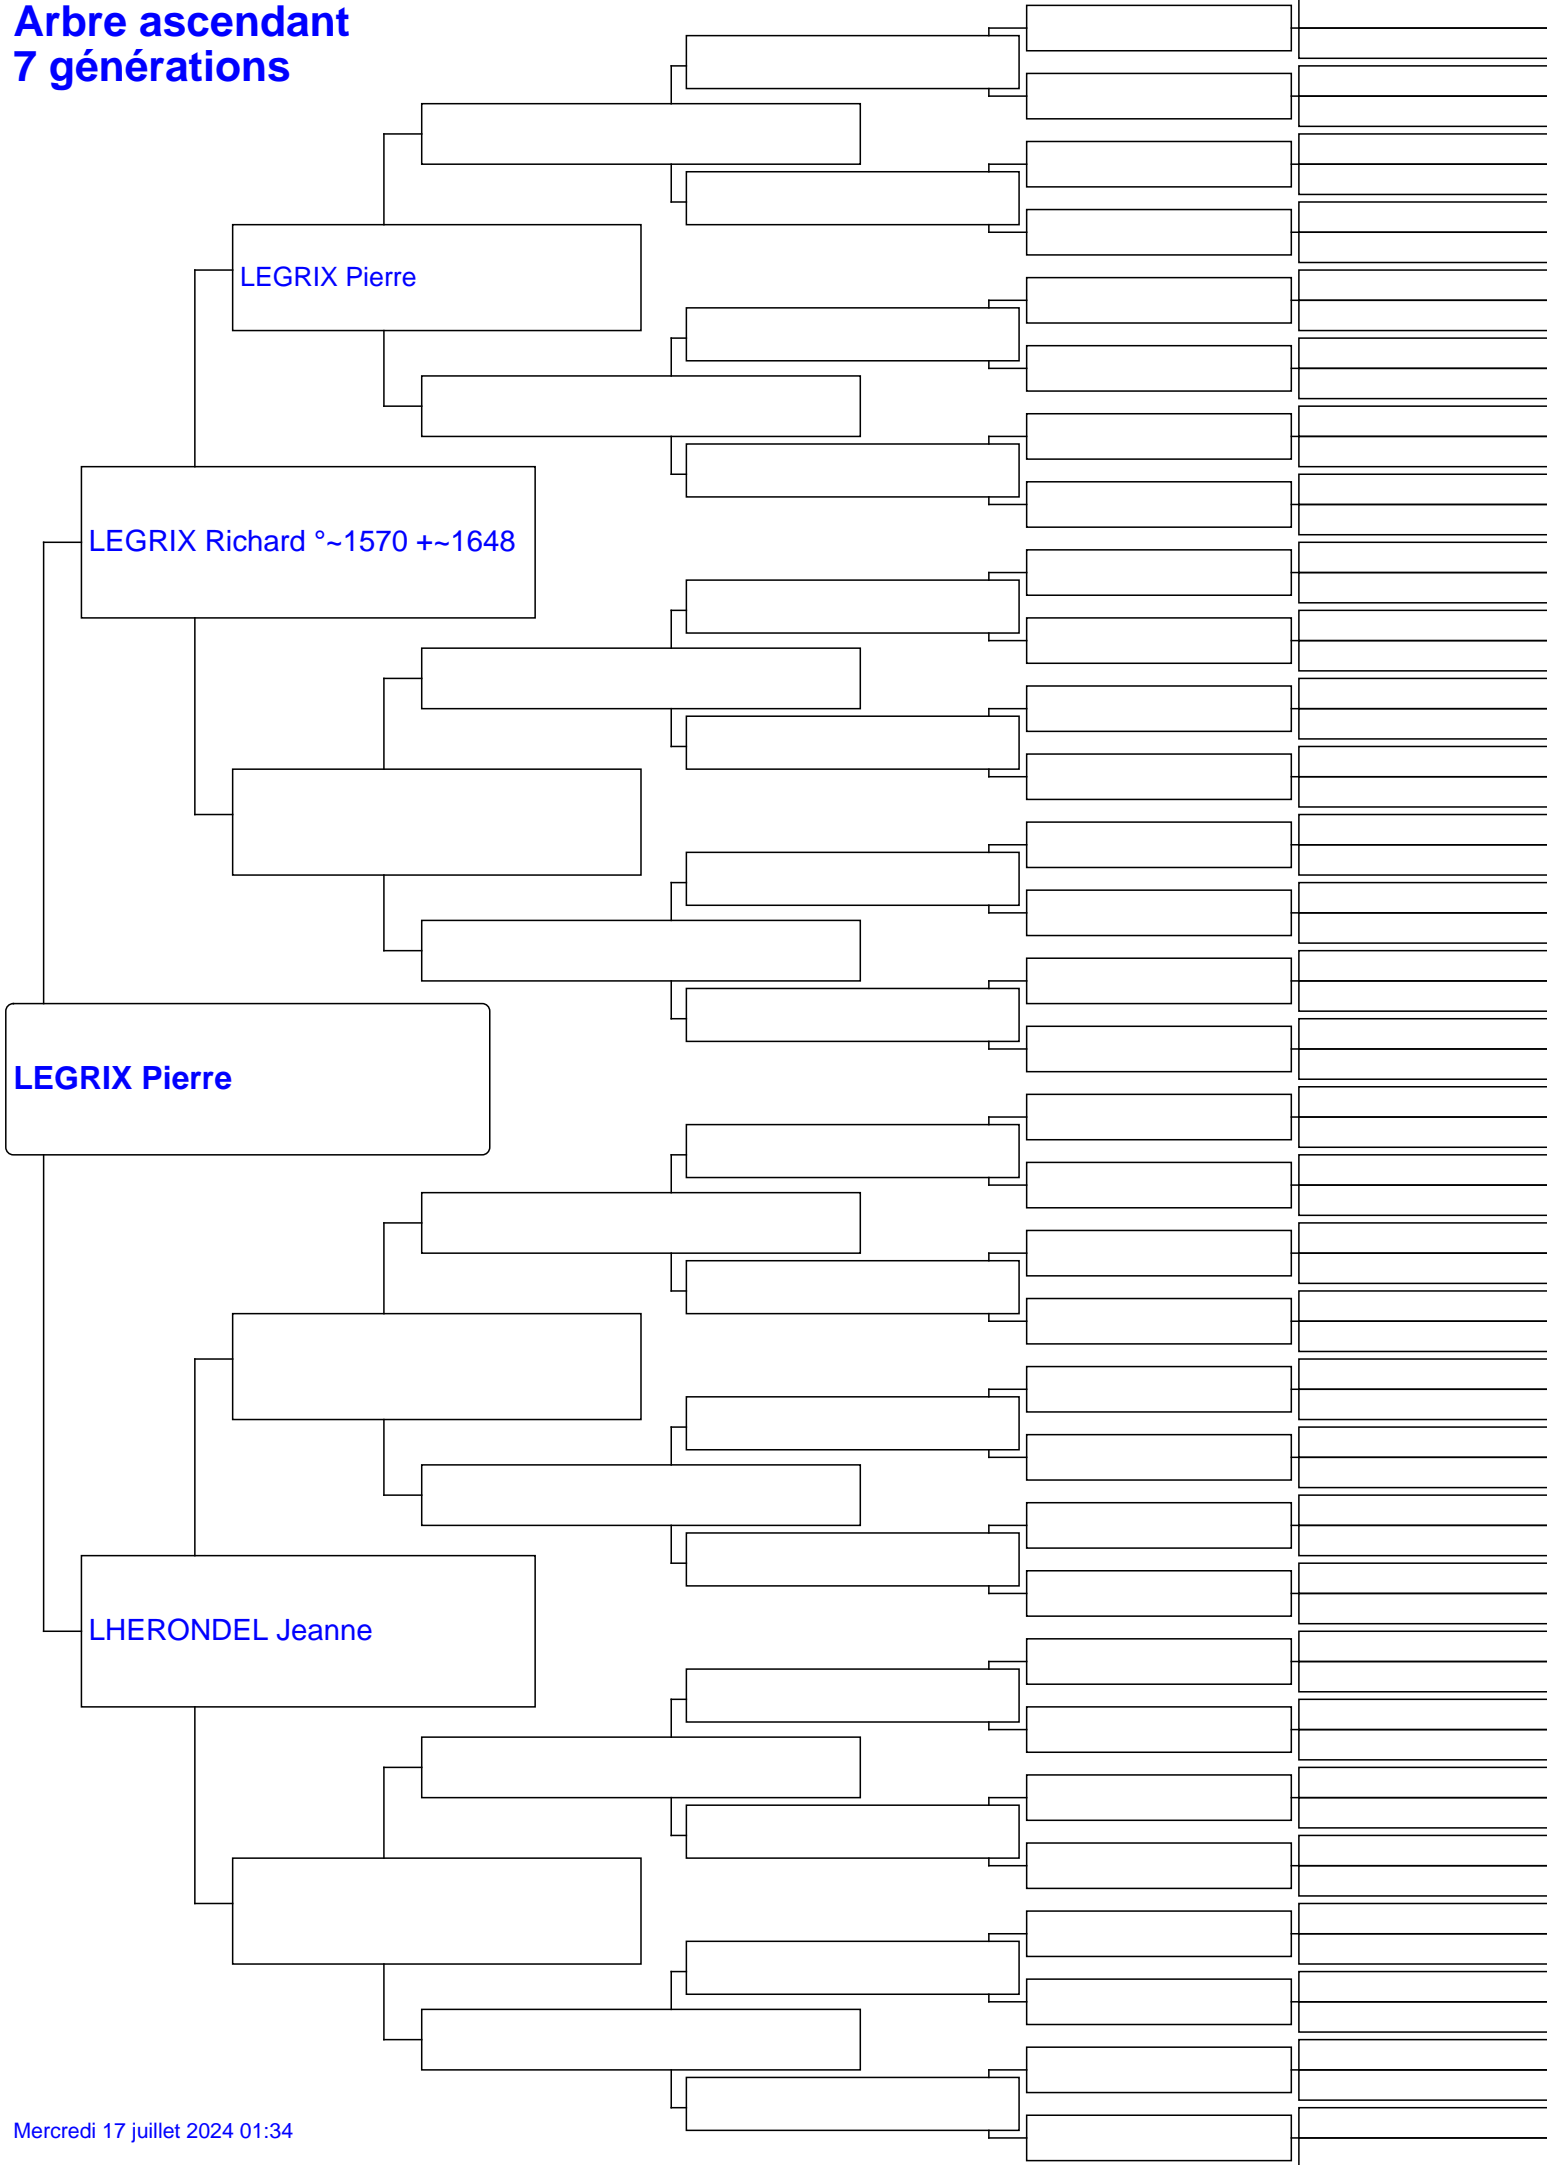 Arbre ascendant
7 générations
LEGRIX Pierre
LEGRIX Richard °~1570 +~1648
LEGRIX Pierre
LHERONDEL Jeanne
Mercredi 17 juillet 2024 01:34